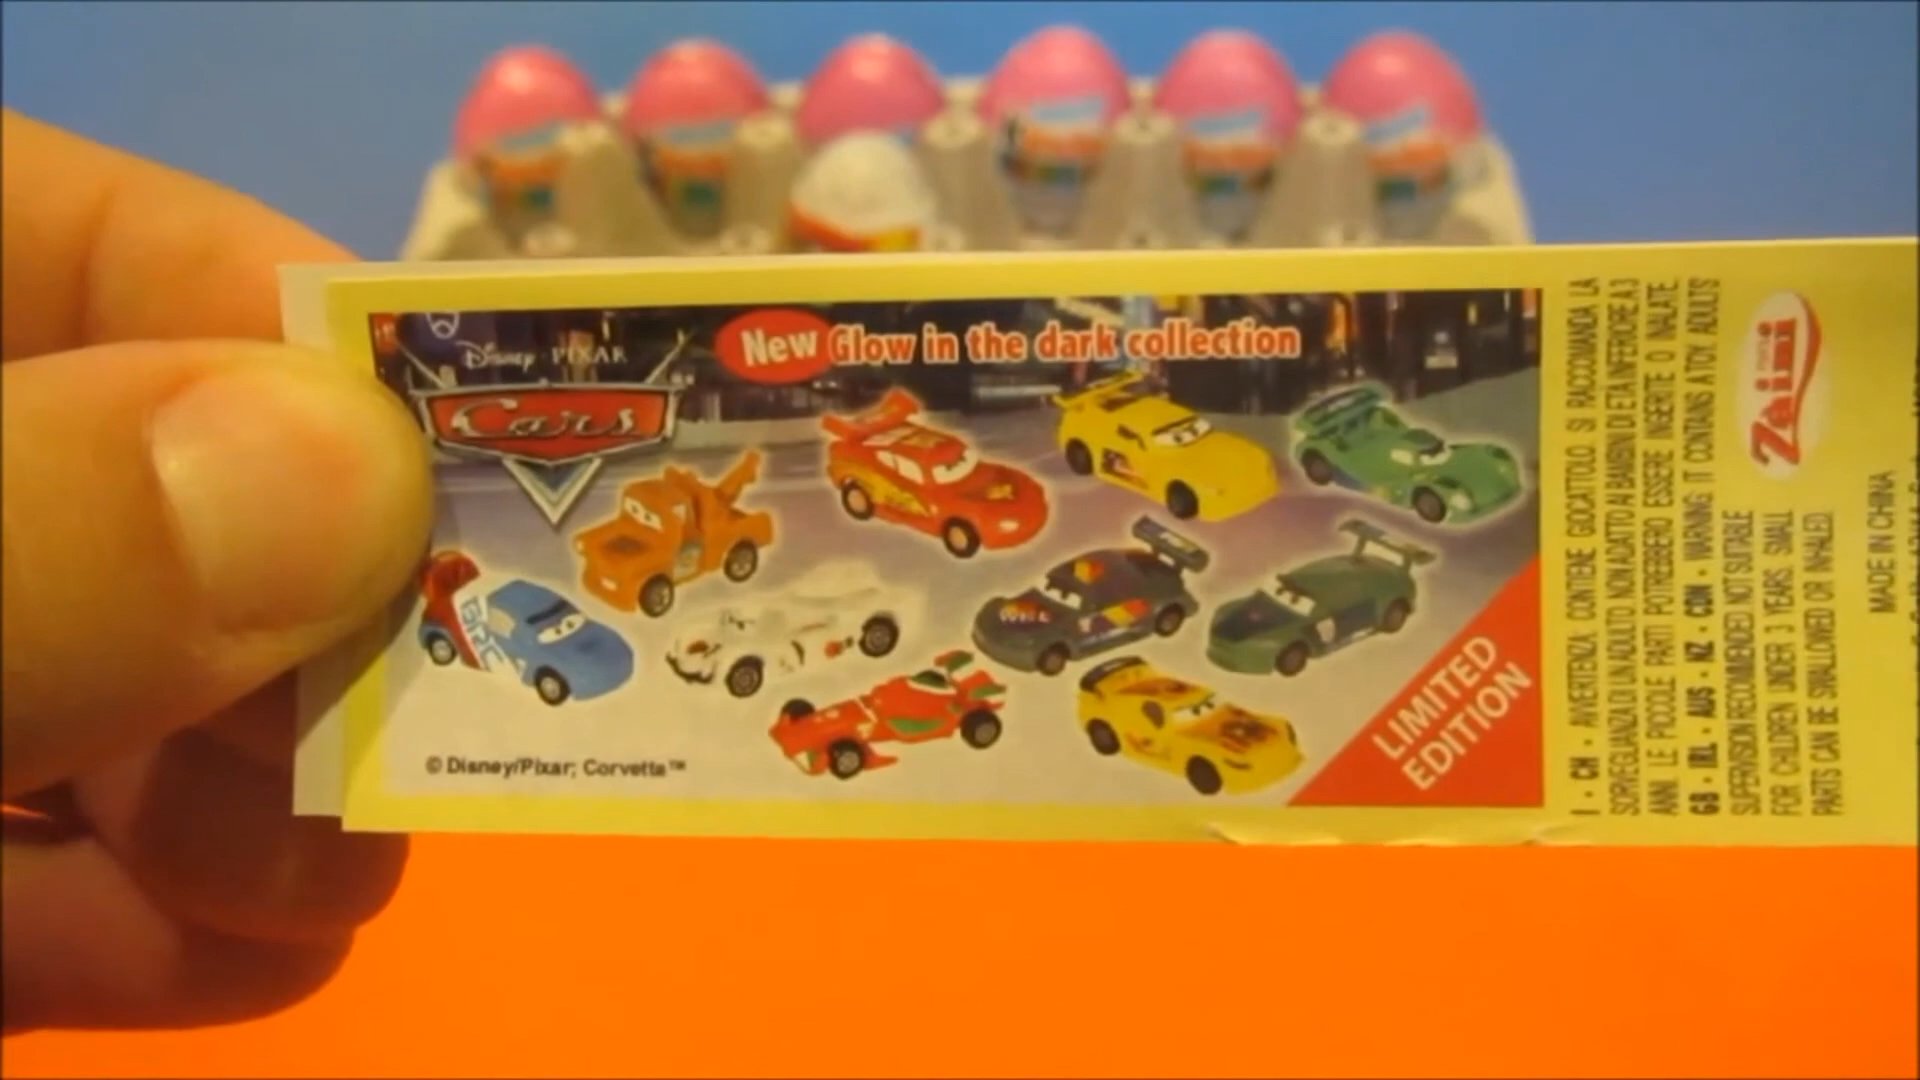 Disney PIXAR
Cars
New Glow in the dark collection
© Disney/Pixar; Corvette™
LIMITED
EDITION
I - CH - AVVERTENZA CONTIENE GIOCATTOLO. SI RACCOMANDA LA
SORVEGLIANZA DI UN ADULTO. NON ADATTO AI BAMBINI DI ETÀ INFERIORE A 3
ANNI. LE PICCOLE PARTI POTREBBERO ESSERE INGERITE O INALATE.
GB - IRL - AUS - NZ - CDN - WARNING: IT CONTAINS A TOY. ADULTS
SUPERVISION RECOMMENDED. NOT SUITABLE
FOR CHILDREN UNDER 3 YEARS. SMALL
PARTS CAN BE SWALLOWED OR INHALED.
Zaini
MADE IN CHINA